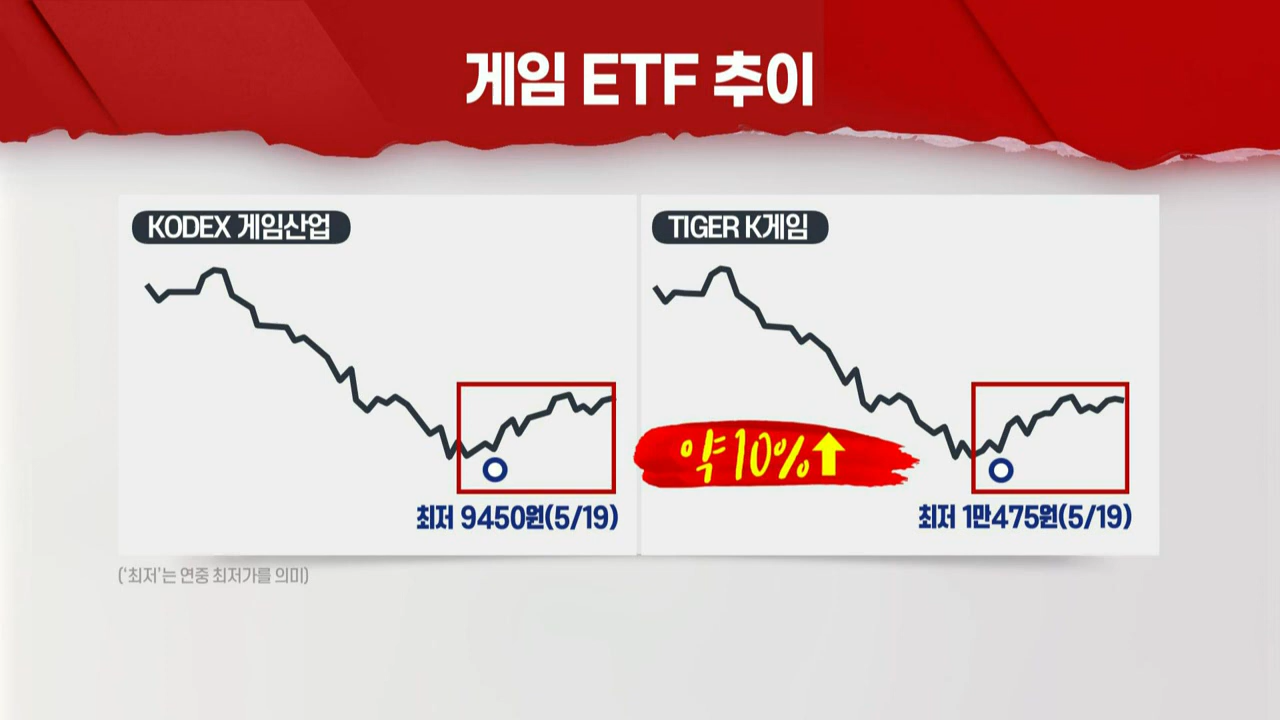 게임 ETF 추이
KODEX 게임산업
최저 9450원(5/19)
TIGER K게임
약 10%
최저 1만475원(5/19)
('최저'는 연중 최저가를 의미)